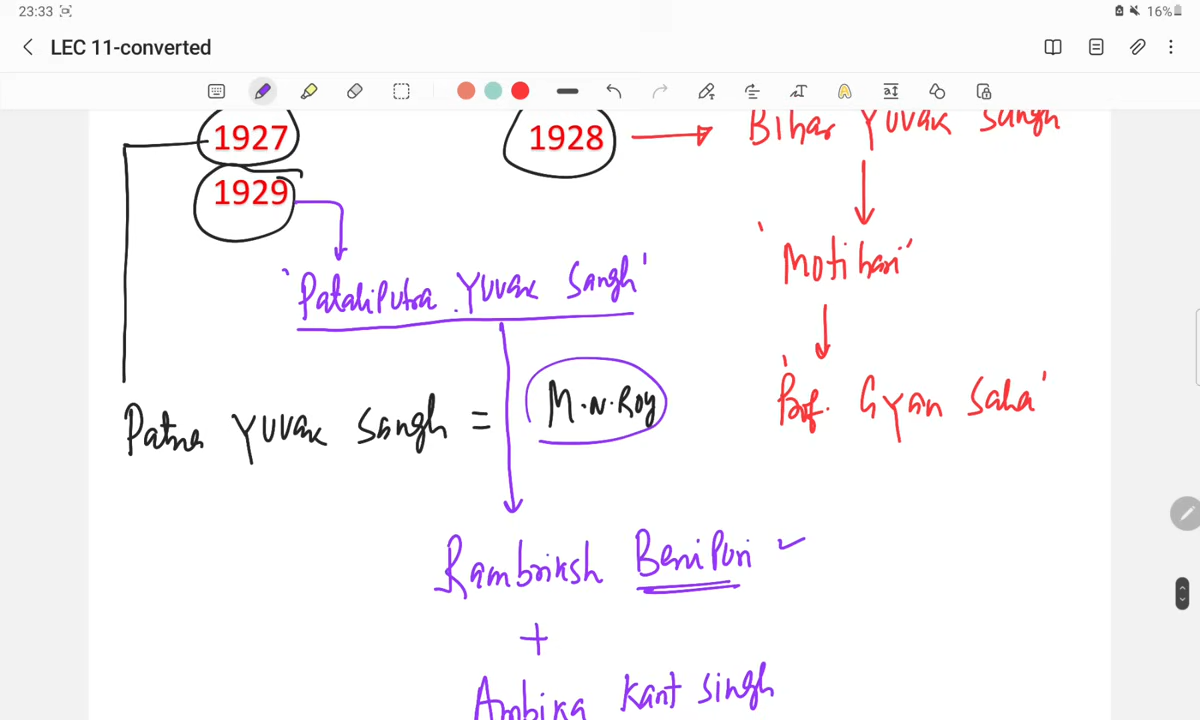 23:33
16%
LEC 11-converted
1927
1928
Bihar Yuvak Sangh
1929
'Motihari'
'Pataliputra Yuvak Sangh'
Patna Yuvak Sangh = M.N.Roy
'Prof. Gyan Saha'
Rambriksh Benipuri
+
Ambika Kant Singh